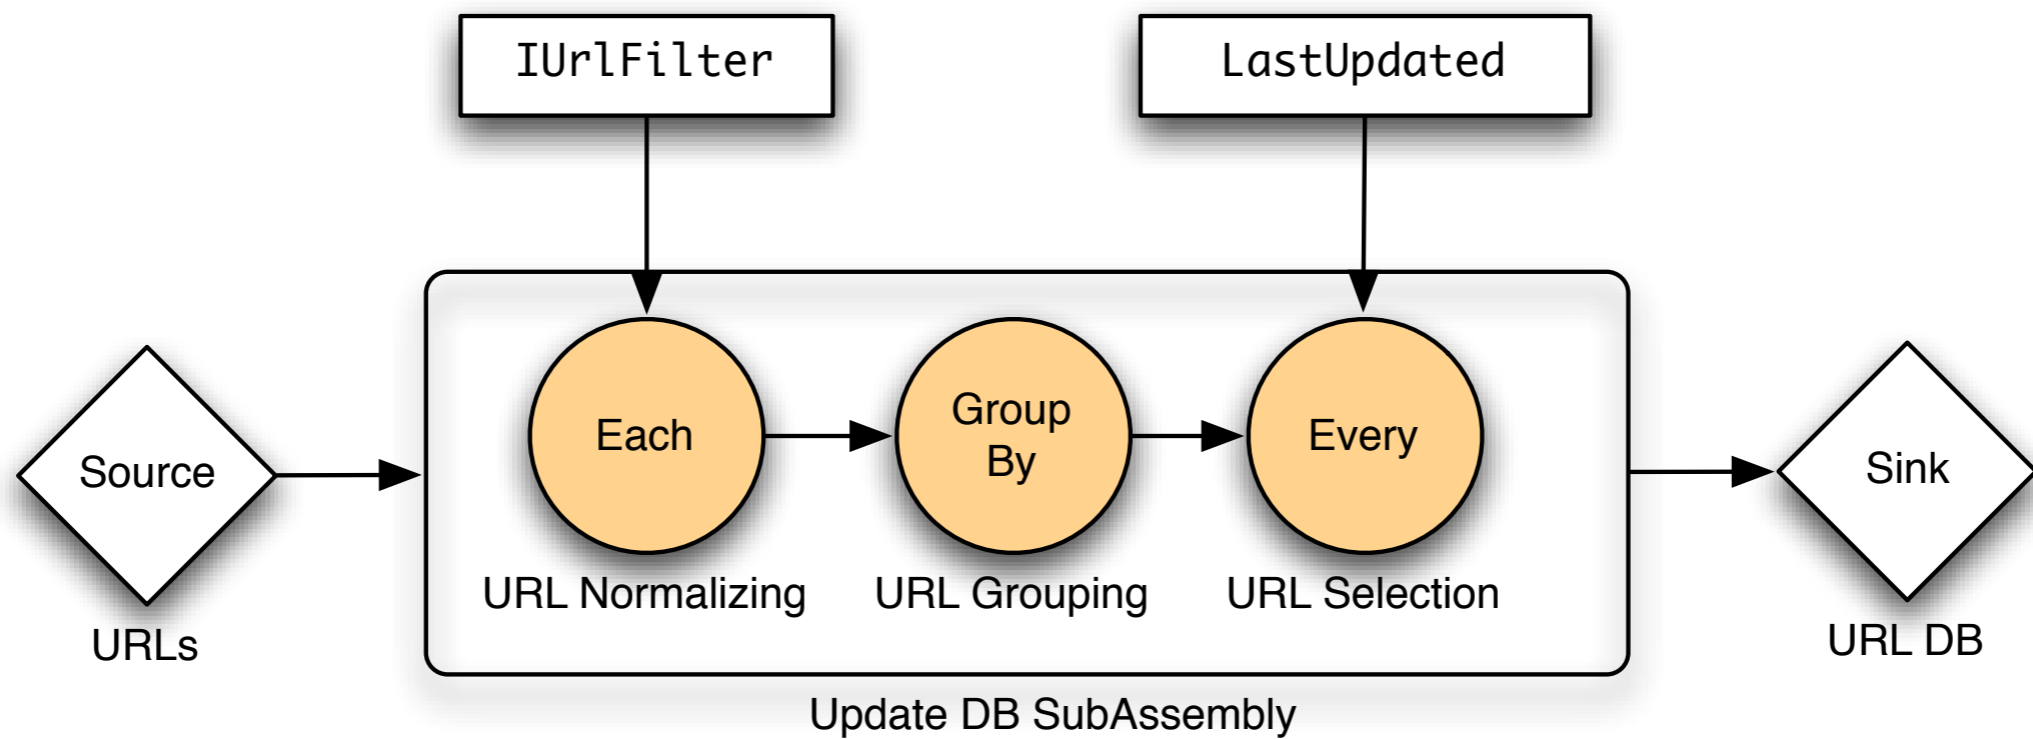 IUrlFilter
LastUpdated
Source
URLs
Each
URL Normalizing
Group
By
URL Grouping
Every
URL Selection
Sink
URL DB
Update DB SubAssembly